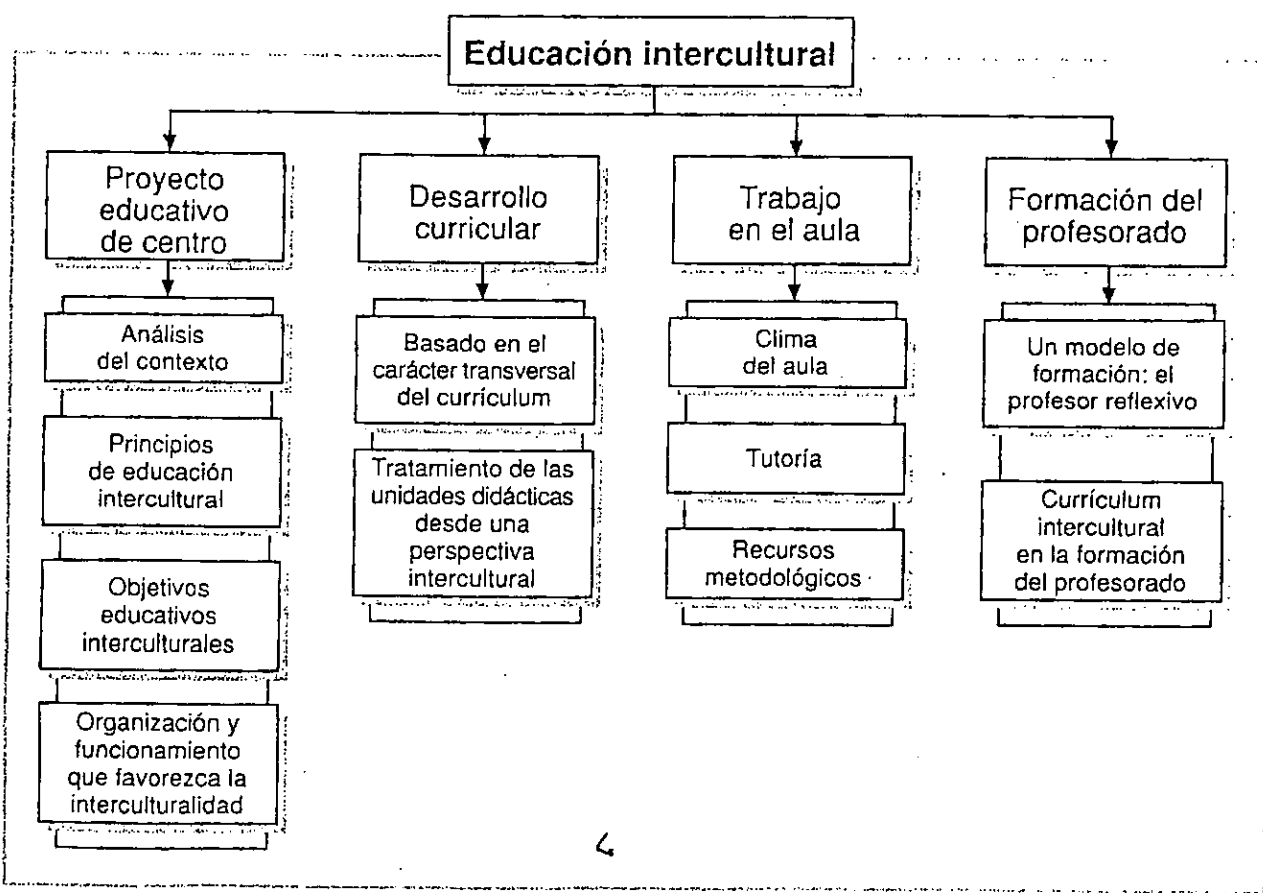 Educación intercultural
Proyecto
educativo
de centro
Análisis
del contexto
Principios
de educación
intercultural
Objetivos
educativos
interculturales
Organización y
funcionamiento
que favorezca la
interculturalidad
Desarrollo
curricular
Basado en el
carácter transversal
del currículum
Tratamiento de las
unidades didácticas
desde una
perspectiva
intercultural
Trabajo
en el aula
Clima
del aula
Tutoría
Recursos
metodológicos
Formación del
profesorado
Un modelo de
formación: el
profesor reflexivo
Currículum
intercultural
en la formación
del profesorado